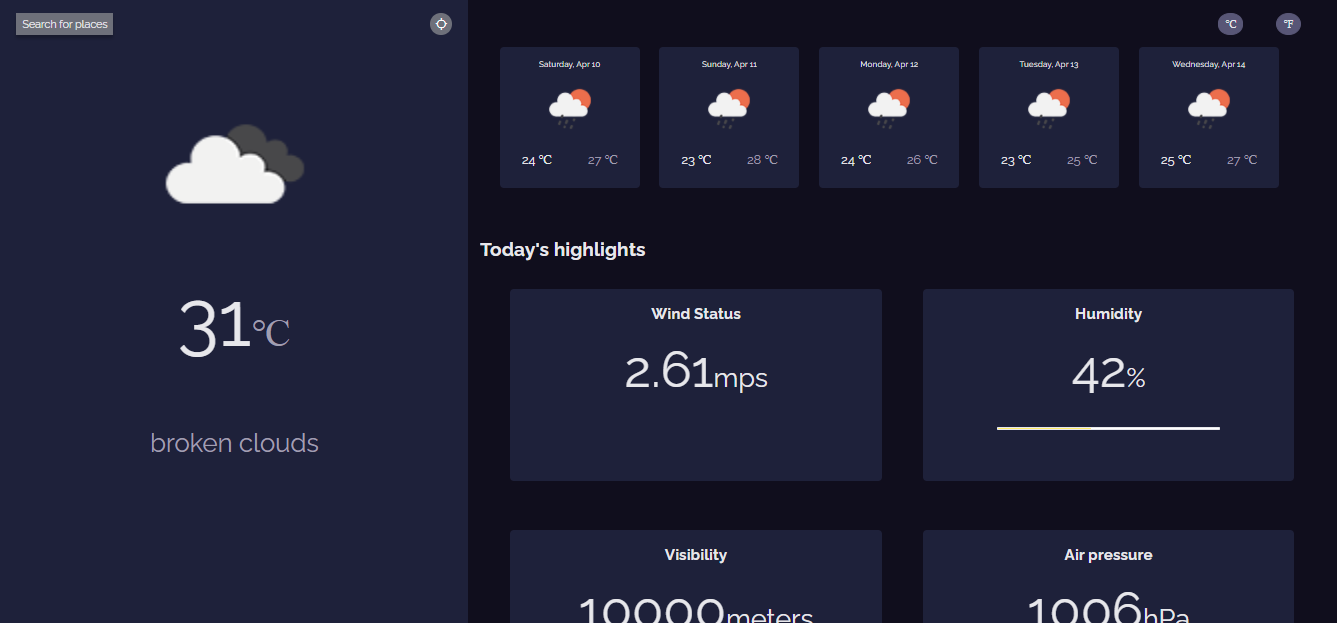 Search for places
℃
℉
Saturday, Apr 10
24 ℃ 27 ℃
Sunday, Apr 11
23 ℃ 28 ℃
Monday, Apr 12
24 ℃ 26 ℃
Tuesday, Apr 13
23 ℃ 25 ℃
Wednesday, Apr 14
25 ℃ 27 ℃
31℃
broken clouds
Today's highlights
Wind Status
2.61mps
Humidity
42%
Visibility
10000meters
Air pressure
1006hPa